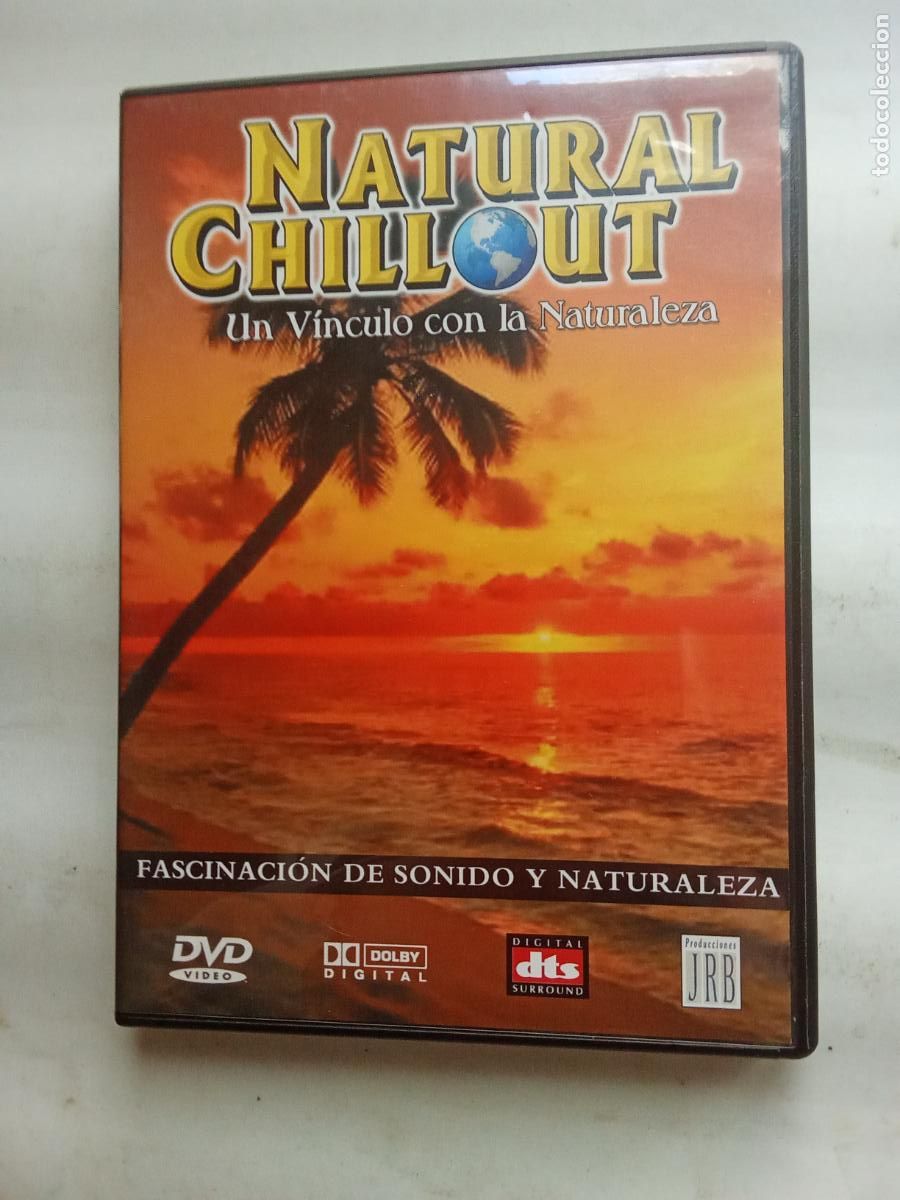 NATURAL
CHILLOUT
Un Vínculo con la Naturaleza
FASCINACIÓN DE SONIDO Y NATURALEZA
DVD
VIDEO
DOLBY
DIGITAL
DIGITAL
dts
SURROUND
Producciones
JRB
todocoleccion